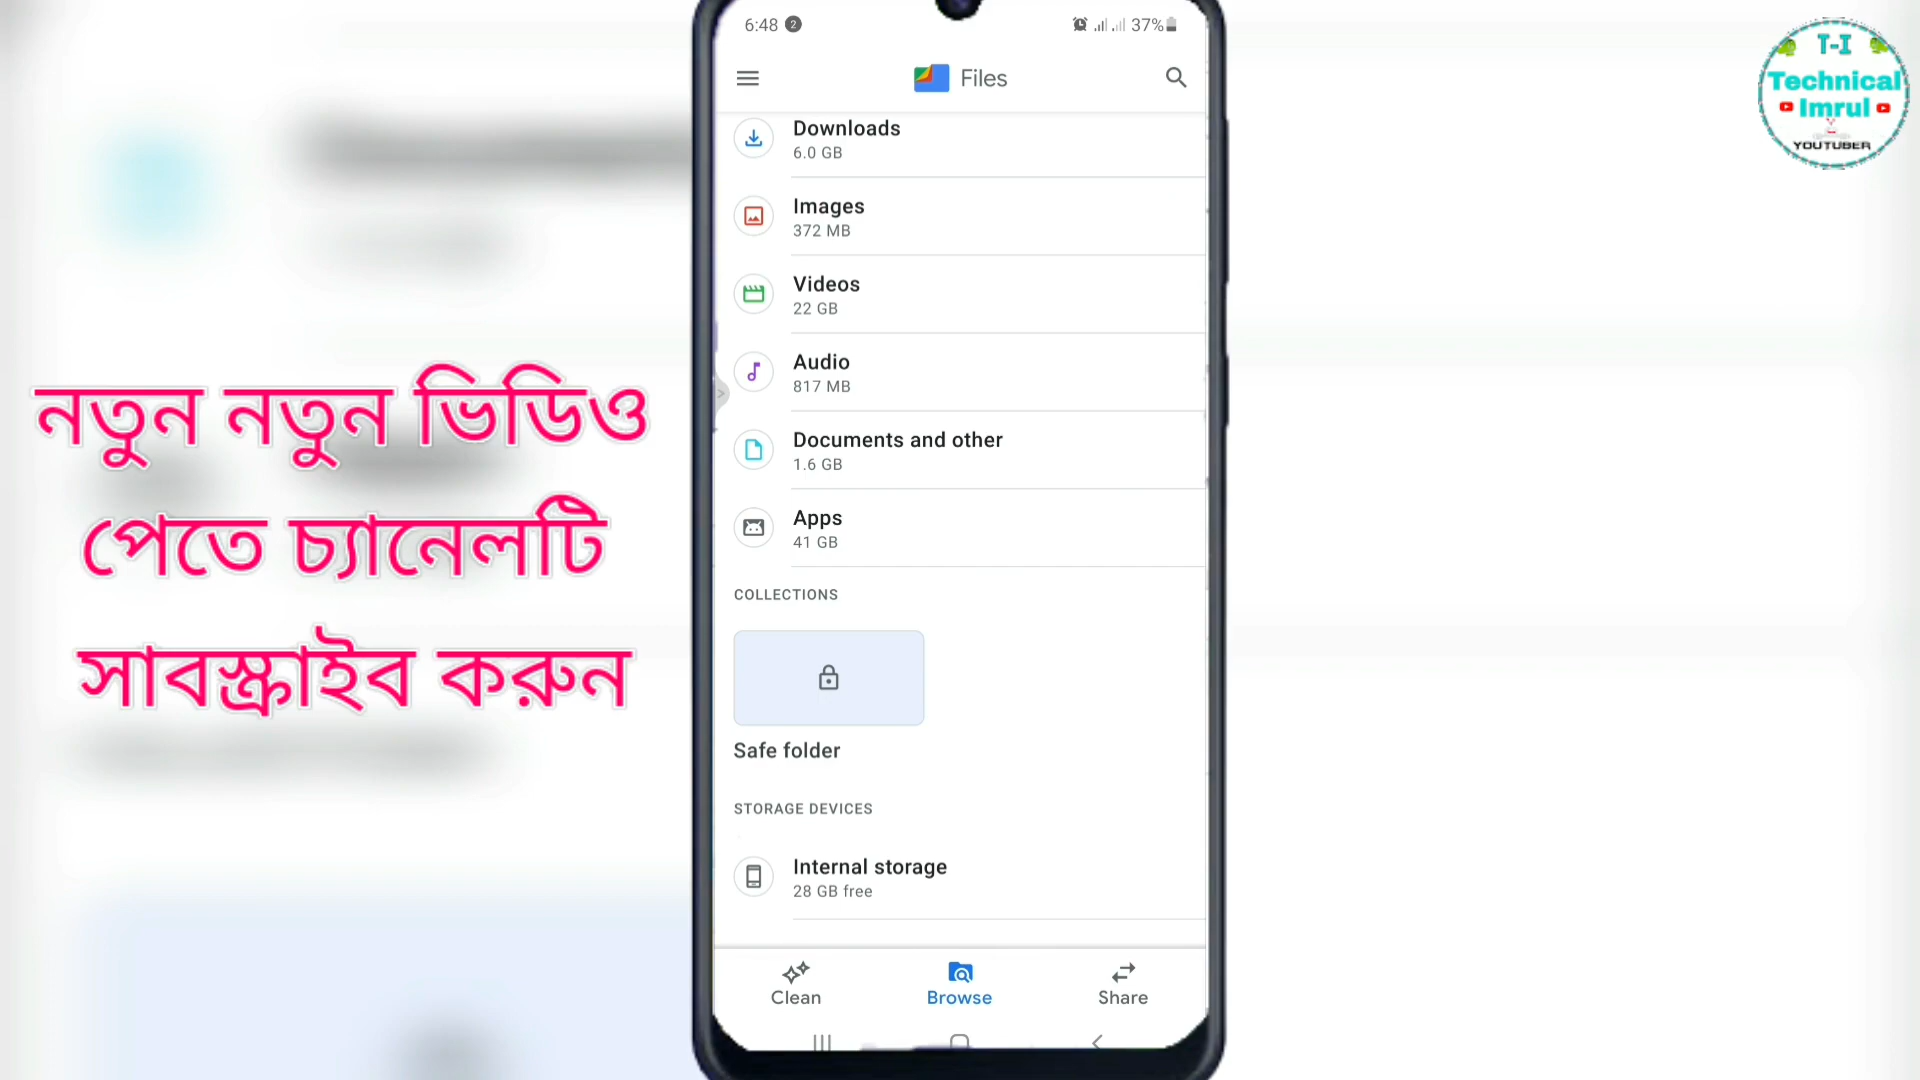 6:48 2 37%
Files
Downloads
6.0 GB
Images
372 MB
Videos
22 GB
Audio
817 MB
Documents and other
1.6 GB
Apps
41 GB
COLLECTIONS
Safe folder
STORAGE DEVICES
Internal storage
28 GB free
Clean Browse Share
নতুন নতুন ভিডিও
পেতে চ্যানেলটি
সাবস্ক্রাইব করুন
T-I
Technical
Imrul
YOUTUBER